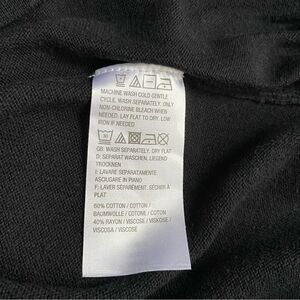 MACHINE WASH COLD GENTLE
CYCLE. WASH SEPARATELY. ONLY
NON-CHLORINE BLEACH WHEN
NEEDED. LAY FLAT TO DRY. LOW
IRON IF NEEDED
30
GB: WASH SEPARATELY, DRY FLAT
D: SEPARAT WASCHEN, LIEGEND
TROCKNEN
I: LAVARE SEPARATAMENTE,
ASCIUGARE IN PIANO
F: LAVER SÉPARÉMENT, SÉCHER À
PLAT
60% COTTON / COTTON /
BAUMWOLLE / COTONE / COTON
40% RAYON / VISCOSE / VISKOSE /
VISCOSA / VISCOSE